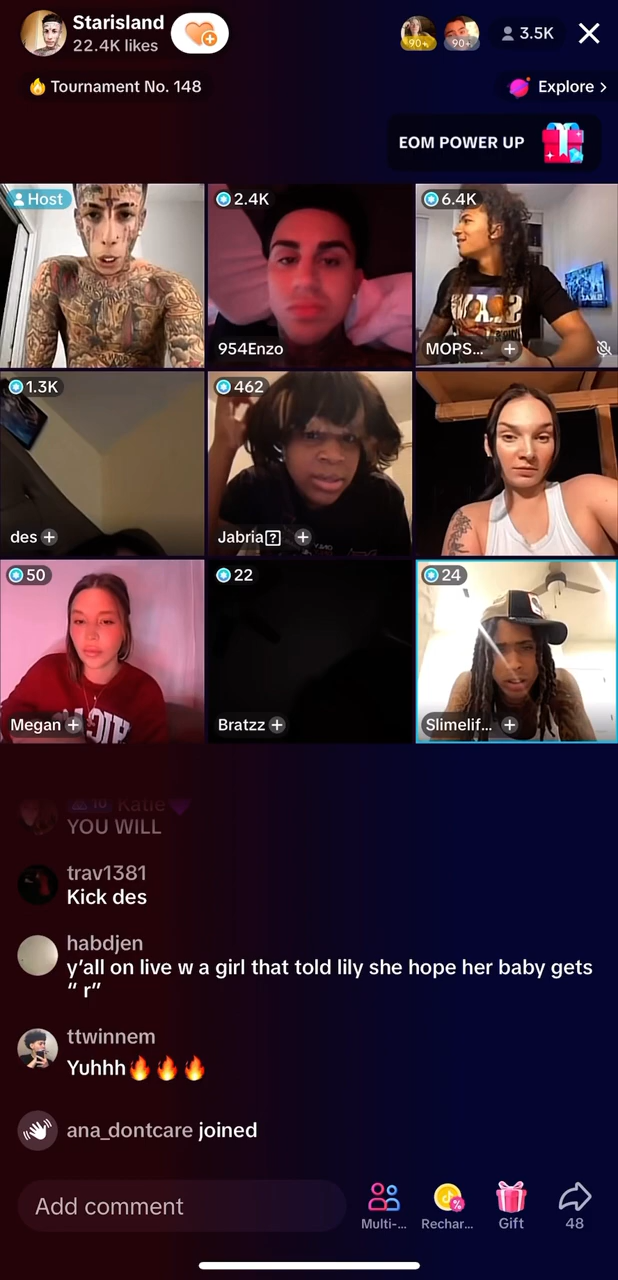 Starisland
22.4K likes
90+
90+
3.5K
Tournament No. 148
Explore >
EOM POWER UP
Host
2.4K
6.4K
954Enzo
MOPS...
1.3K
462
des
Jabria
50
22
24
HIC
Megan
Bratzz
Slimelif...
10 Katie
YOU WILL
trav1381
Kick des
habdjen
y'all on live w a girl that told lily she hope her baby gets
“ r”
ttwinnem
Yuhhh🔥🔥🔥
ana_dontcare joined
Add comment
Multi-...
Rechar...
Gift
48